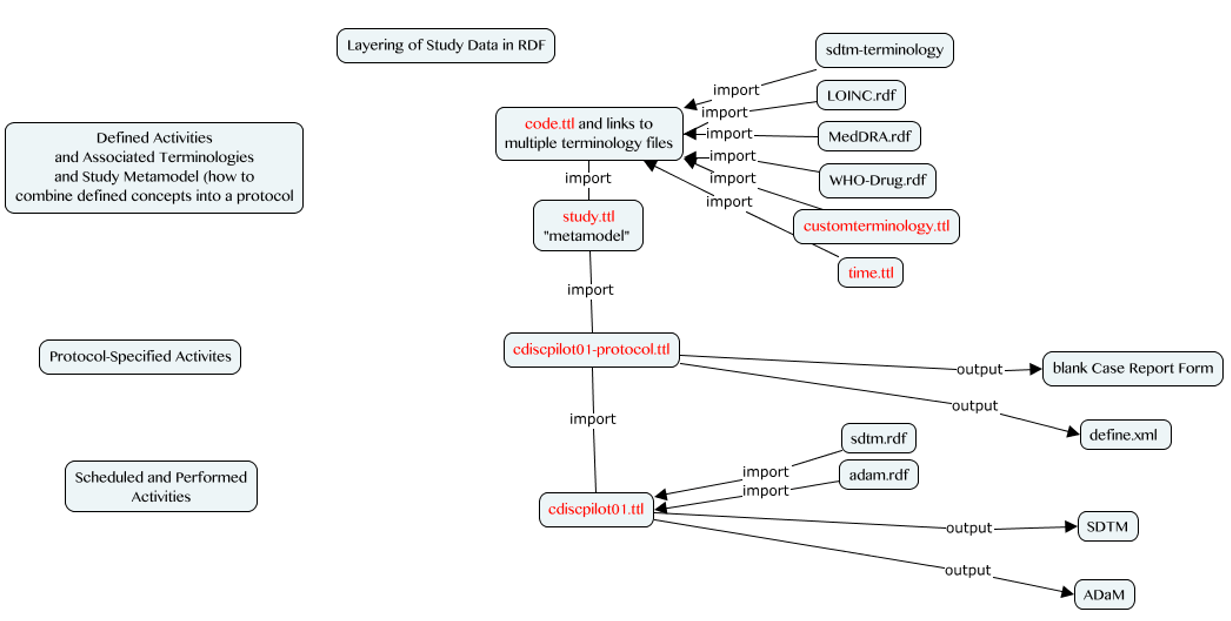 Layering of Study Data in RDF
sdtm-terminology
import
LOINC.rdf
import
code.ttl and links to
multiple terminology files
MedDRA.rdf
import
Defined Activities
and Associated Terminologies
and Study Metamodel (how to
combine defined concepts into a protocol
import
WHO-Drug.rdf
import
import
import
study.ttl
"metamodel"
customterminology.ttl
time.ttl
import
Protocol-Specified Activites
cdiscpilot01-protocol.ttl
output
blank Case Report Form
output
define.xml
import
sdtm.rdf
import
adam.rdf
import
Scheduled and Performed
Activities
cdiscpilot01.ttl
output
SDTM
output
ADaM